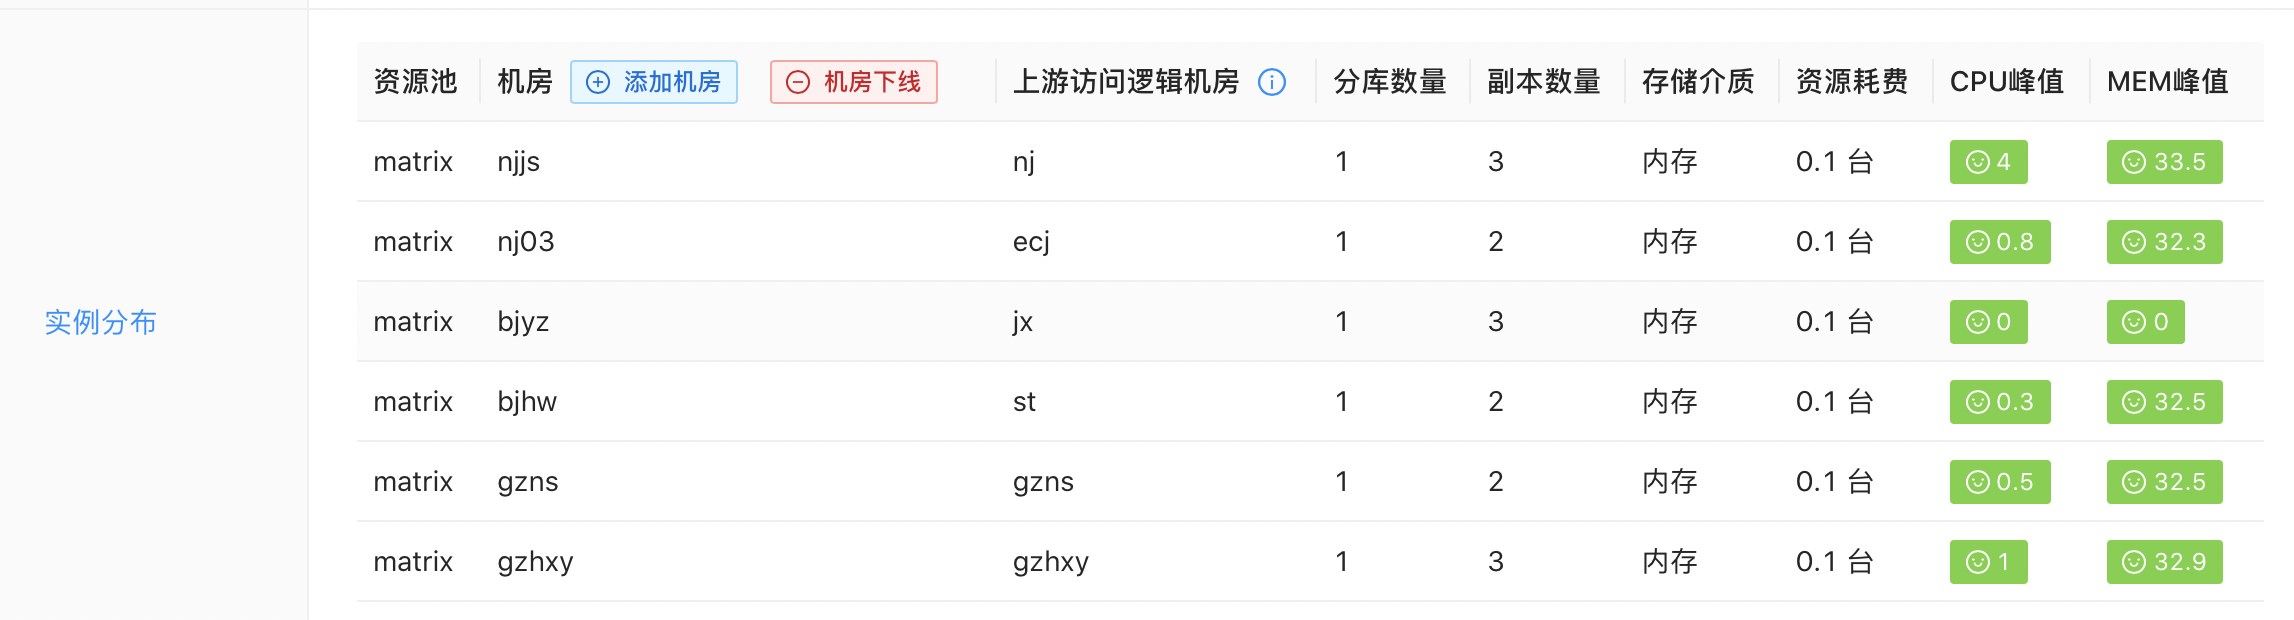 资源池 机房 添加机房 机房下线 上游访问逻辑机房 分库数量 副本数量 存储介质 资源耗费 CPU峰值 MEM峰值
matrix njjs nj 1 3 内存 0.1 台 4 33.5
matrix nj03 ecj 1 2 内存 0.1 台 0.8 32.3
实例分布
matrix bjyz jx 1 3 内存 0.1 台 0 0
matrix bjhw st 1 2 内存 0.1 台 0.3 32.5
matrix gzns gzns 1 2 内存 0.1 台 0.5 32.5
matrix gzhxy gzhxy 1 3 内存 0.1 台 1 32.9